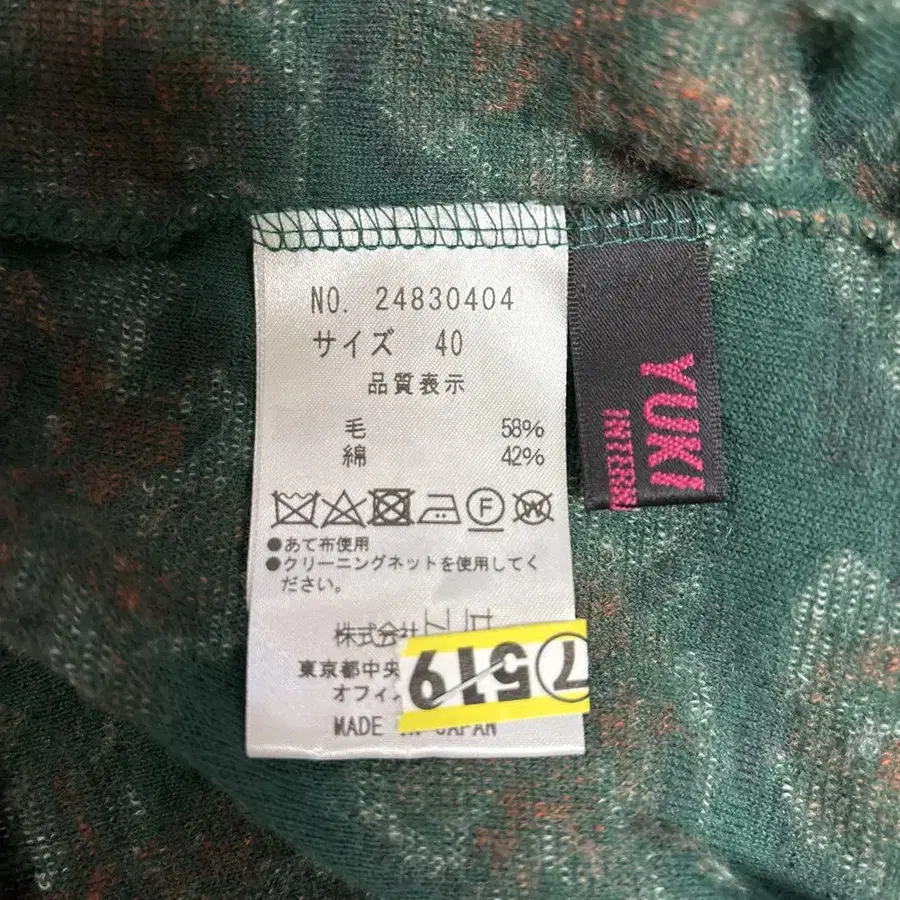 NO. 24830404
サイズ 40
品質表示
毛 58%
綿 42%
F W
●あて布使用
●クリーニングネットを使用してく
ださい。
株式会社
東京都中央
オフィ
MADE IN JAPAN
⑦519
YUKI
INTERN